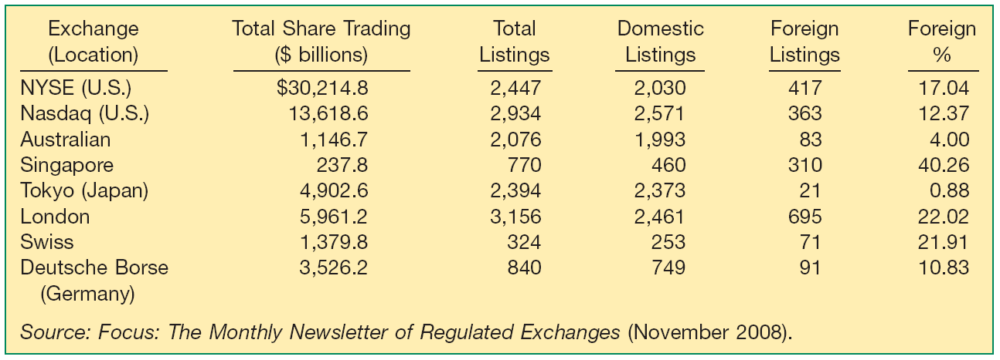 Exchange Total Share Trading Total Domestic Foreign Foreign
(Location) ($ billions) Listings Listings Listings %
NYSE (U.S.) $30,214.8 2,447 2,030 417 17.04
Nasdaq (U.S.) 13,618.6 2,934 2,571 363 12.37
Australian 1,146.7 2,076 1,993 83 4.00
Singapore 237.8 770 460 310 40.26
Tokyo (Japan) 4,902.6 2,394 2,373 21 0.88
London 5,961.2 3,156 2,461 695 22.02
Swiss 1,379.8 324 253 71 21.91
Deutsche Borse 3,526.2 840 749 91 10.83
(Germany)
Source: Focus: The Monthly Newsletter of Regulated Exchanges (November 2008).